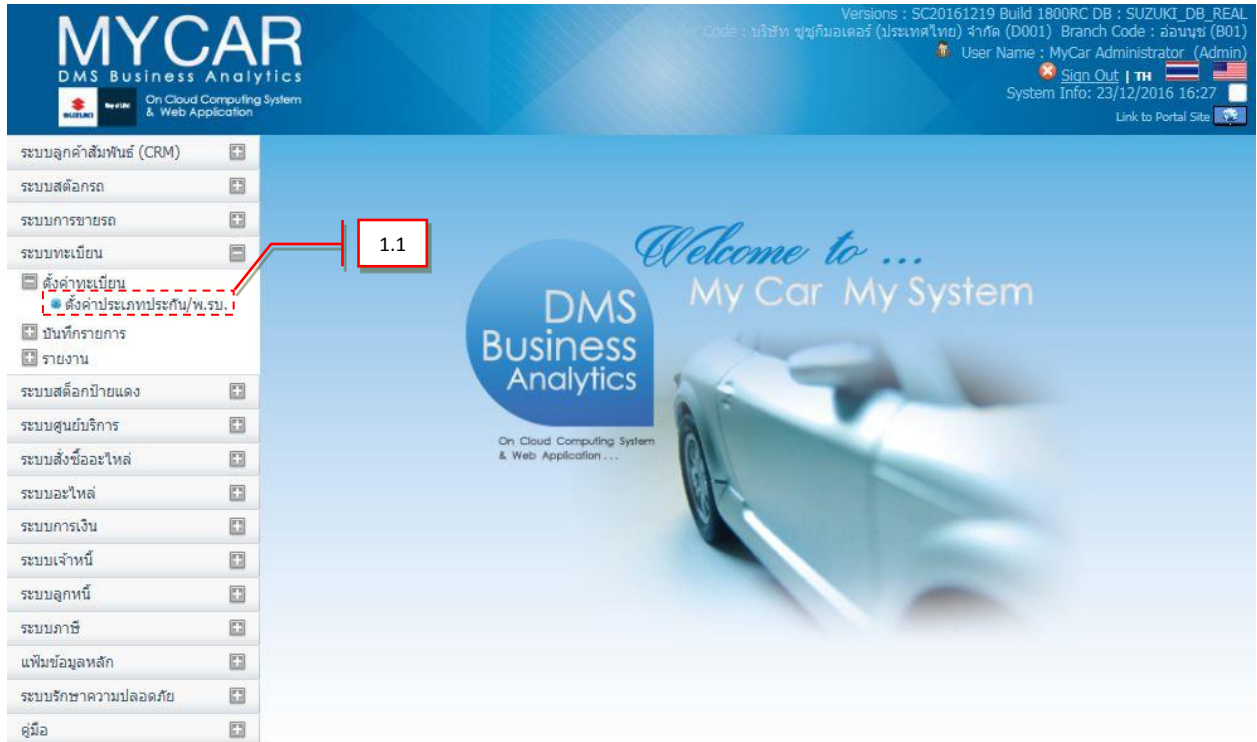 MYCAR
DMS Business Analytics
On Cloud Computing System
& Web Application
SUZUKI
Way of Life!
Versions : SC20161219 Build 1800RC DB : SUZUKI_DB_REAL
Code : บริษัท ซูซูกิมอเตอร์ (ประเทศไทย) จำกัด (D001) Branch Code : อ่อนนุช (B01)
User Name : MyCar Administrator (Admin)
Sign Out | TH
System Info: 23/12/2016 16:27
Link to Portal Site
ระบบลูกค้าสัมพันธ์ (CRM)
ระบบสต๊อกรถ
ระบบการขายรถ
ระบบทะเบียน
ตั้งค่าทะเบียน
ตั้งค่าประเภทประกัน/พ.รบ.
บันทึกรายการ
รายงาน
ระบบสต็อกป้ายแดง
ระบบศูนย์บริการ
ระบบสั่งซื้ออะไหล่
ระบบอะไหล่
ระบบการเงิน
ระบบเจ้าหนี้
ระบบลูกหนี้
ระบบภาษี
แฟ้มข้อมูลหลัก
ระบบรักษาความปลอดภัย
คู่มือ
1.1
Welcome to ...
My Car My System
DMS
Business
Analytics
On Cloud Computing System
& Web Application . . .